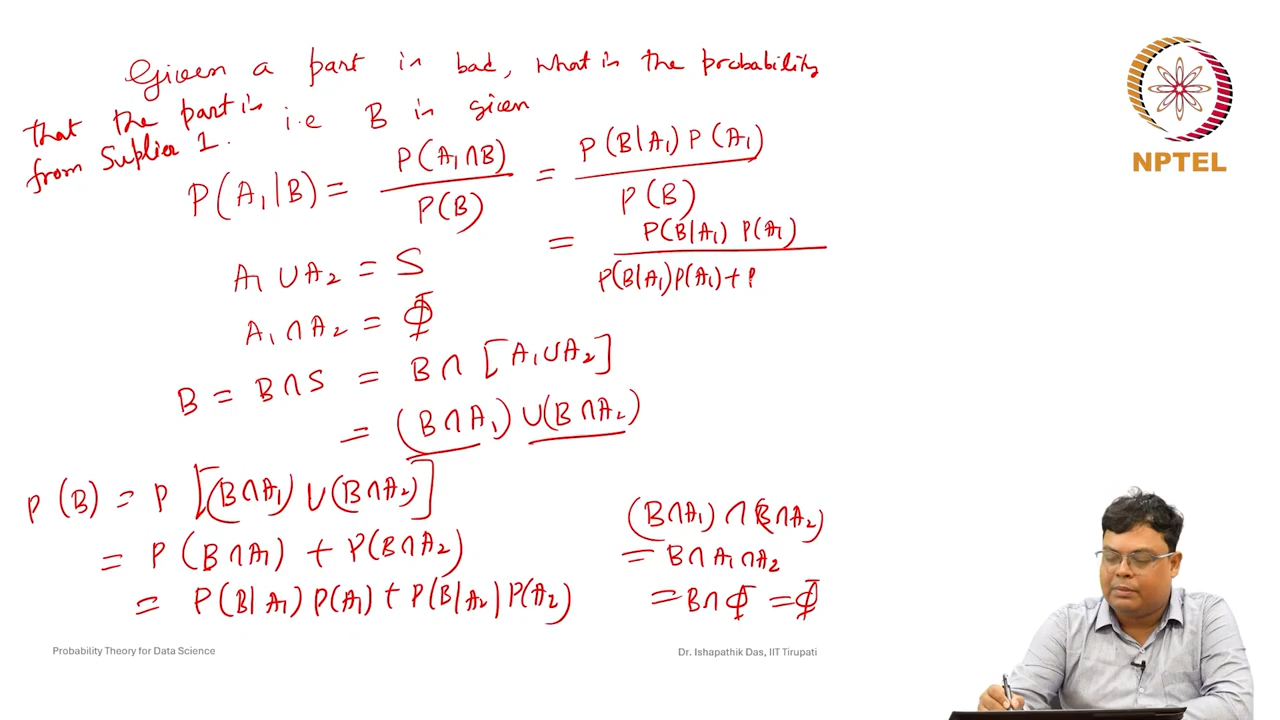 Given a part is bad, what is the probability
that the part is
from Suplier 1. i.e B is given
P(A₁|B) = P(A₁∩B) / P(B) = P(B|A₁) P(A₁) / P(B)
= P(B|A₁) P(A₁) / P(B|A₁)P(A₁) + P
A₁ ∪ A₂ = S
A₁ ∩ A₂ = Φ
B = B∩S = B∩ [A₁∪A₂]
= (B∩A₁) ∪(B∩A₂)
P(B) = P [(B∩A₁) ∪(B∩A₂)]
= P(B∩A₁) + P(B∩A₂)
= P(B|A₁) P(A₁) + P(B|A₂) P(A₂)
(B∩A₁) ∩ (B∩A₂)
= B∩A₁∩A₂
= B∩Φ = Φ
NPTEL
Probability Theory for Data Science
Dr. Ishapathik Das, IIT Tirupati